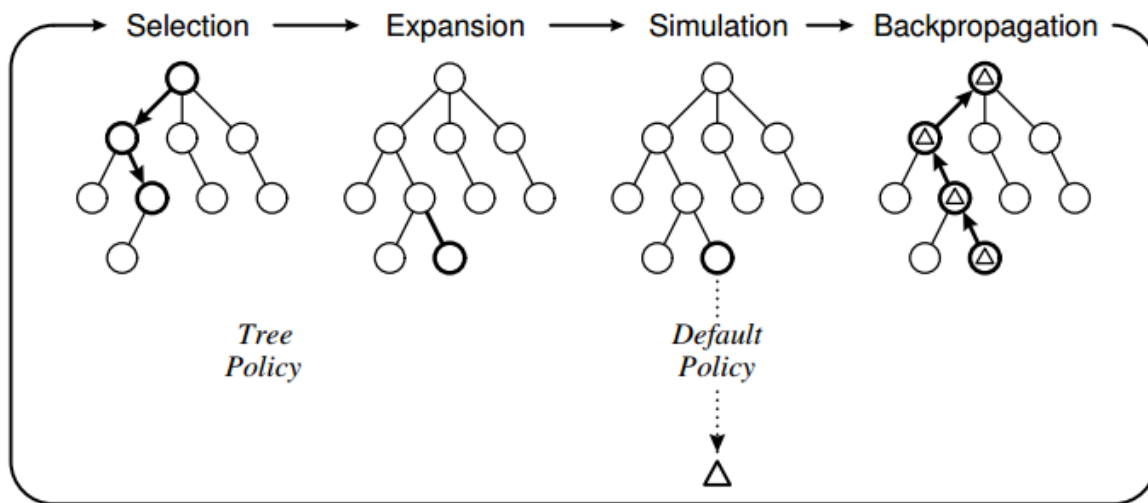 Selection
Expansion
Simulation
Backpropagation
Tree
Policy
Default
Policy